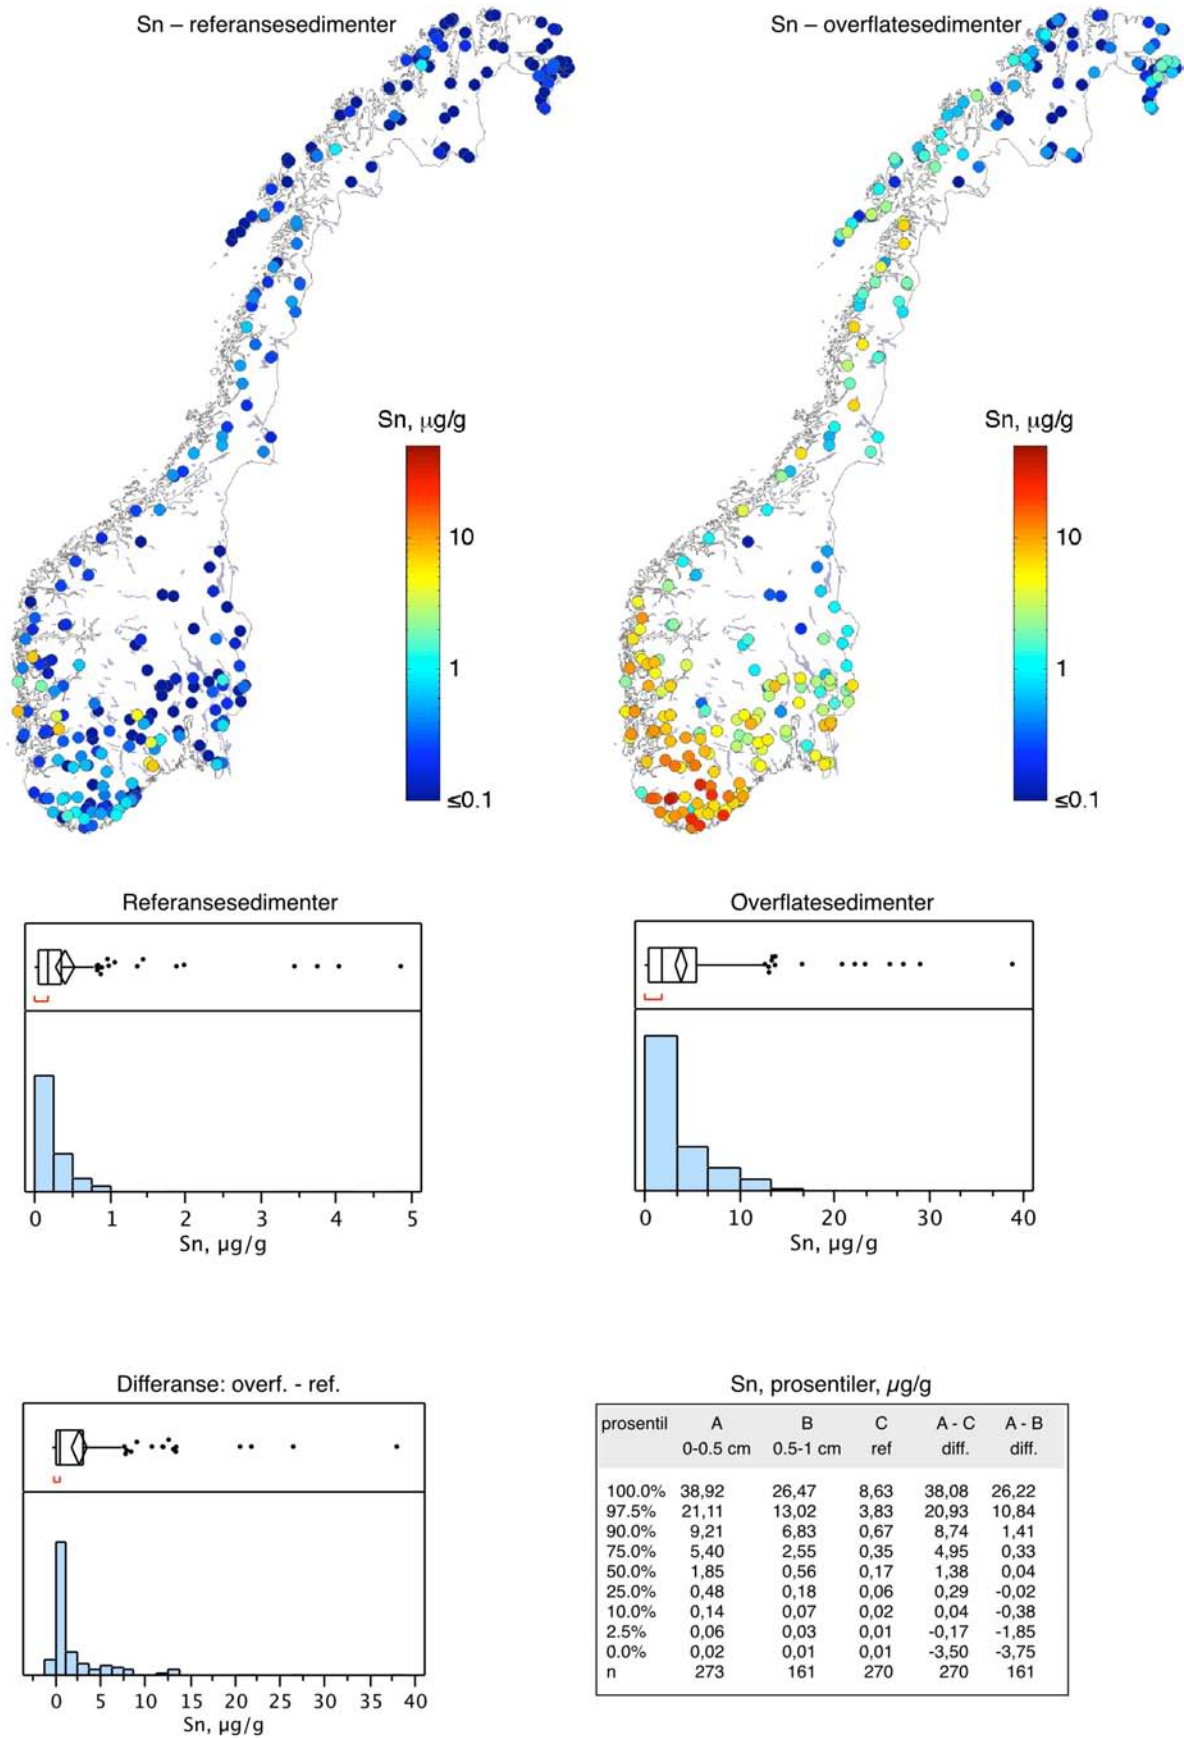 Sn – referansesedimenter
Sn – overflatesedimenter
Sn, µg/g
10
1
≤0.1
Sn, µg/g
10
1
≤0.1
Referansesedimenter
0 1 2 3 4 5
Sn, µg/g
Overflatesedimenter
0 10 20 30 40
Sn, µg/g
Differanse: overf. - ref.
0 5 10 15 20 25 30 35 40
Sn, µg/g
Sn, prosentiler, µg/g
prosentil A B C A - C A - B
0-0.5 cm 0.5-1 cm ref diff. diff.
100.0% 38,92 26,47 8,63 38,08 26,22
97.5% 21,11 13,02 3,83 20,93 10,84
90.0% 9,21 6,83 0,67 8,74 1,41
75.0% 5,40 2,55 0,35 4,95 0,33
50.0% 1,85 0,56 0,17 1,38 0,04
25.0% 0,48 0,18 0,06 0,29 -0,02
10.0% 0,14 0,07 0,02 0,04 -0,38
2.5% 0,06 0,03 0,01 -0,17 -1,85
0.0% 0,02 0,01 0,01 -3,50 -3,75
n 273 161 270 270 161